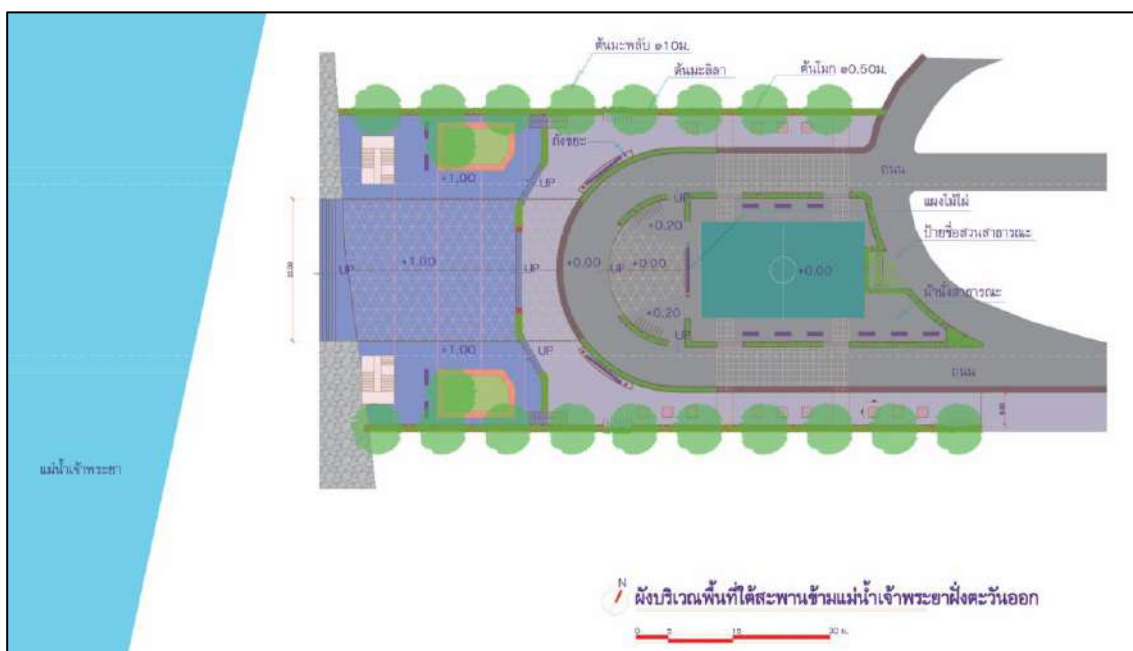 ต้นมะพลับ ø10ม.
ต้นมะลิลา
ต้นโมก ø0.50ม.
ถังขยะ
+1.00
UP
ถนน
UP
แผงไม้ไผ่
+0.20
ป้ายชื่อสวนสาธารณะ
UP
+1.00
UP
+0.00
UP
+0.00
+0.00
ม้านั่งสาธารณะ
+0.20
UP
+1.00
UP
ถนน
แม่น้ำเจ้าพระยา
N
ผังบริเวณพื้นที่ใต้สะพานข้ามแม่น้ำเจ้าพระยาฝั่งตะวันออก
0 5 15 30 ม.